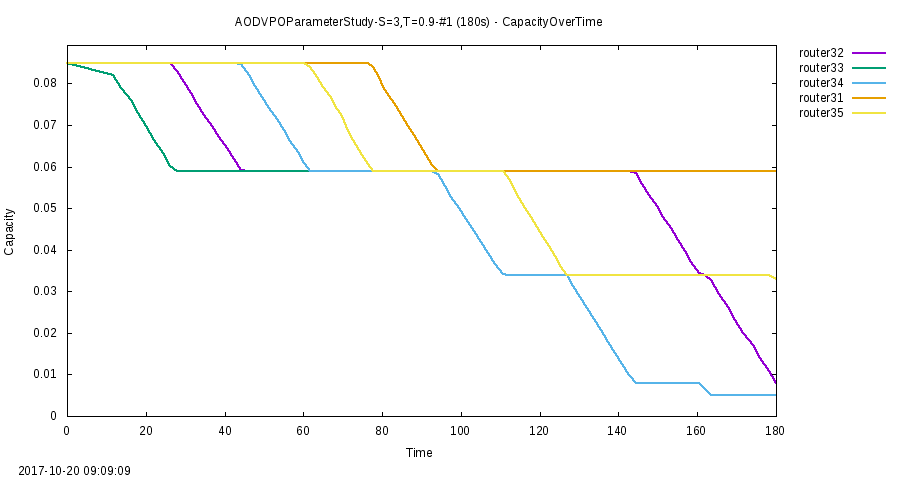 AODVPOParameterStudy-S=3,T=0.9-#1 (180s) - CapacityOverTime
router32
router33
router34
router31
router35
Capacity
0.08
0.07
0.06
0.05
0.04
0.03
0.02
0.01
0
0 20 40 60 80 100 120 140 160 180
Time
2017-10-20 09:09:09